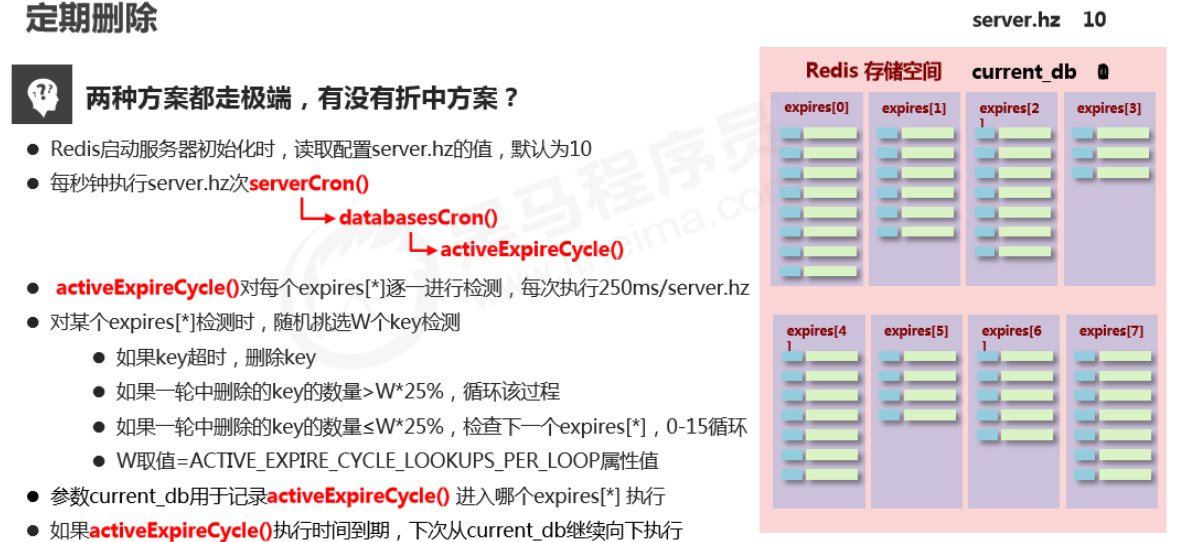 定期删除
server.hz 10
两种方案都走极端，有没有折中方案？
Redis启动服务器初始化时，读取配置server.hz的值，默认为10
每秒钟执行server.hz次serverCron()
databasesCron()
activeExpireCycle()
activeExpireCycle()对每个expires[*]逐一进行检测，每次执行250ms/server.hz
对某个expires[*]检测时，随机挑选W个key检测
如果key超时，删除key
如果一轮中删除的key的数量>W*25%，循环该过程
如果一轮中删除的key的数量≤W*25%，检查下一个expires[*]，0-15循环
W取值=ACTIVE_EXPIRE_CYCLE_LOOKUPS_PER_LOOP属性值
参数current_db用于记录activeExpireCycle() 进入哪个expires[*] 执行
如果activeExpireCycle()执行时间到期，下次从current_db继续向下执行
Redis 存储空间 current_db
expires[0] expires[1] expires[2] expires[3]
expires[4] expires[5] expires[6] expires[7]
黑马程序员
www.itheima.com